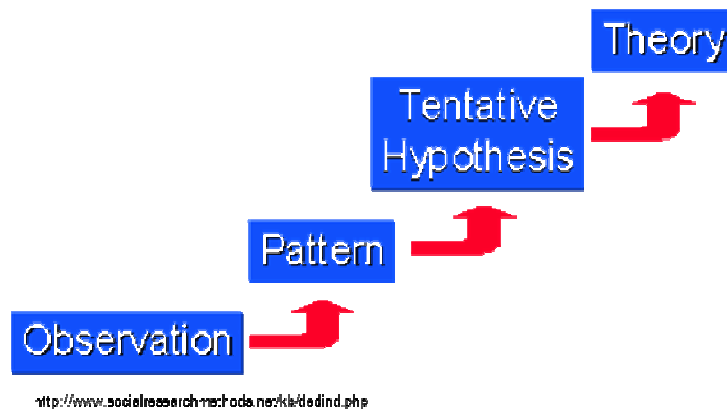 Theory
Tentative
Hypothesis
Pattern
Observation
http://www.socialresearchmethods.net/kb/dedind.php